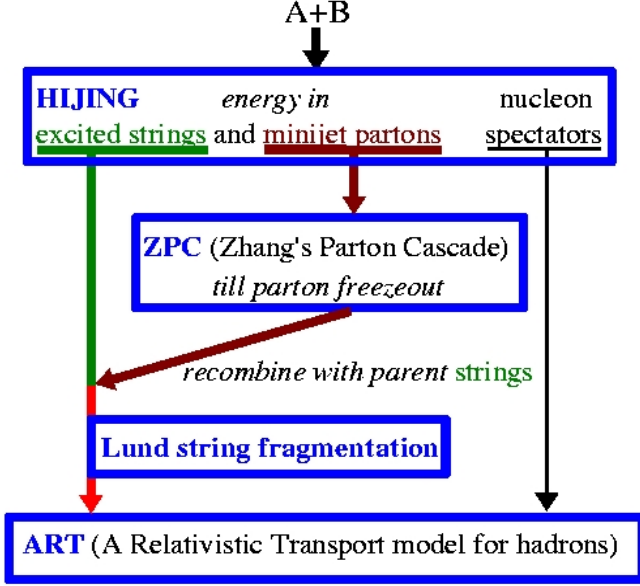 A+B
HIJING energy in nucleon
excited strings and minijet partons spectators
ZPC (Zhang's Parton Cascade)
till parton freezeout
recombine with parent strings
Lund string fragmentation
ART (A Relativistic Transport model for hadrons)